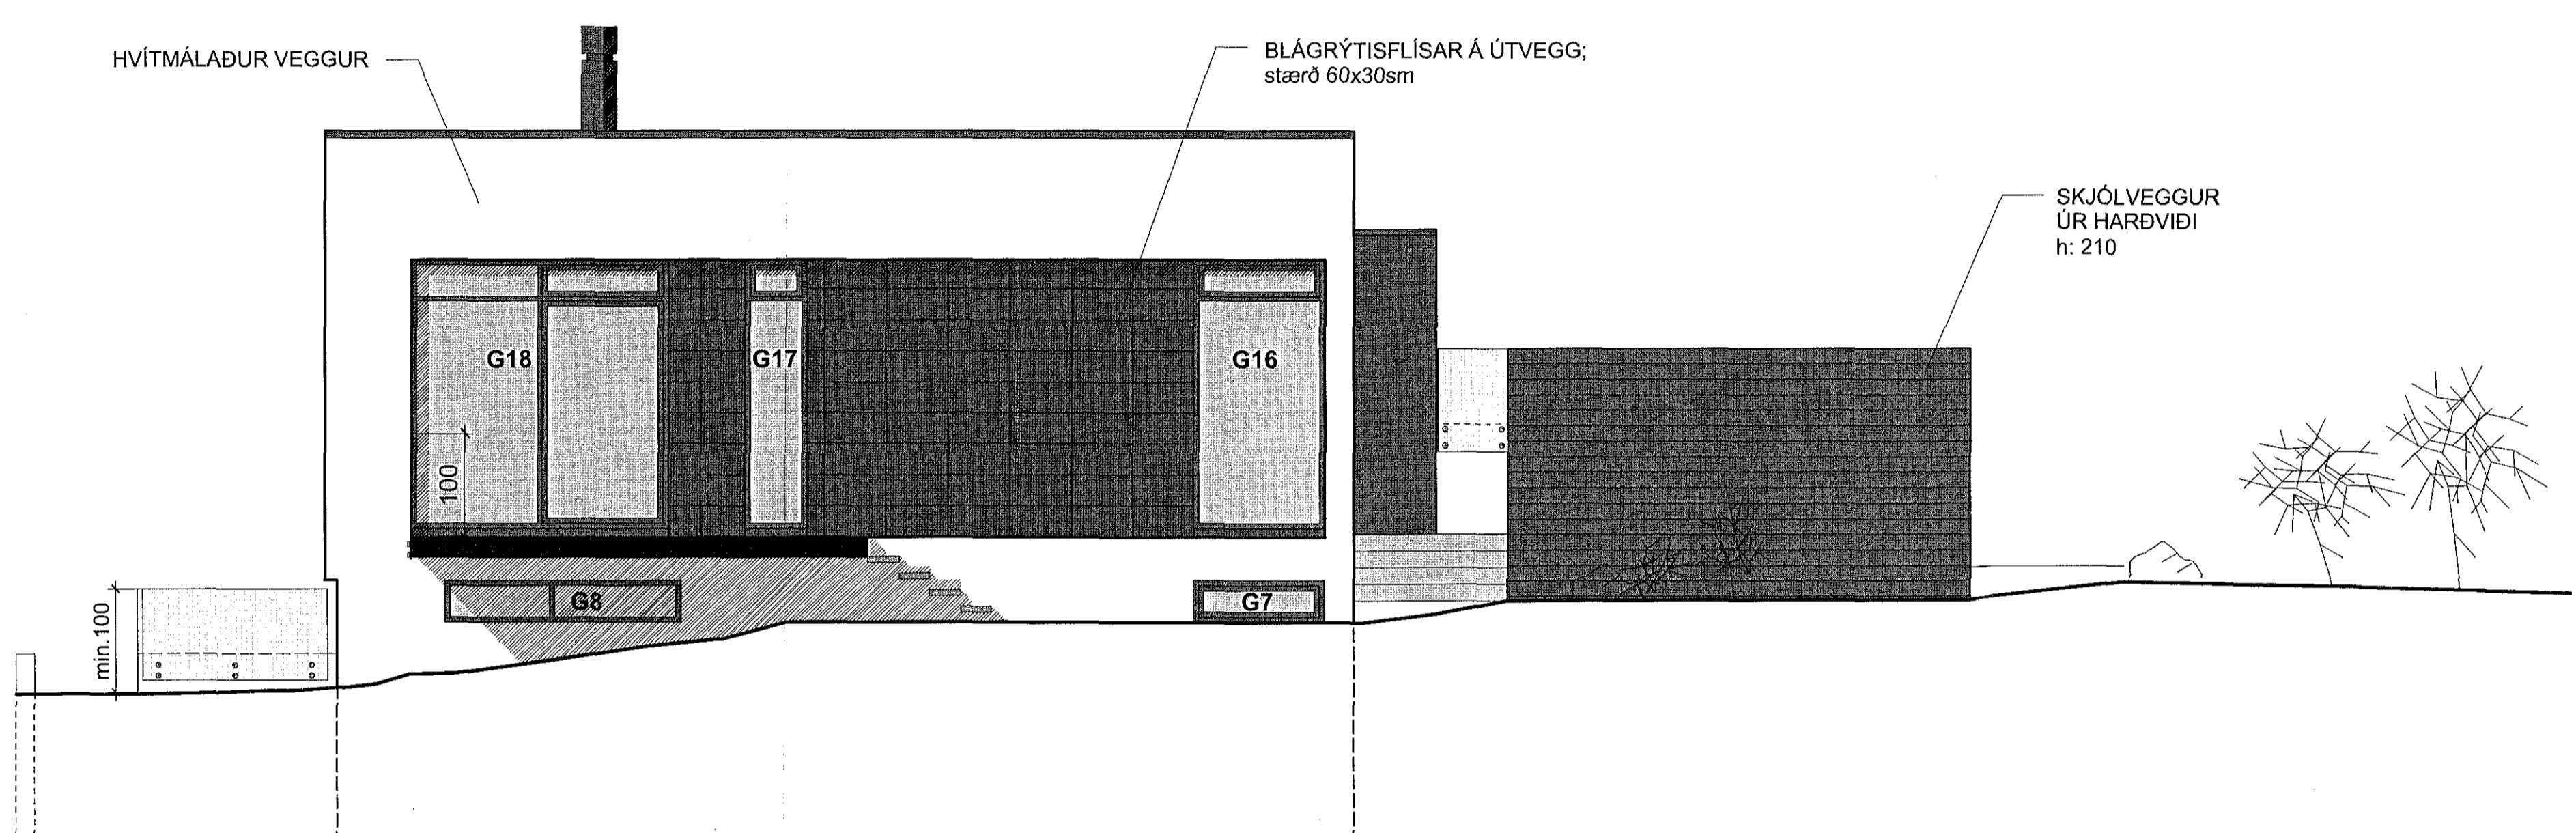 HVÍTMÁLAÐUR VEGGUR
BLÁGRÝTISFLÍSAR Á ÚTVEGG;
stærð 60x30sm
SKJÓLVEGGUR
ÚR HARÐVIÐI
h: 210
G18
G17
G16
100
G8
G7
min.100